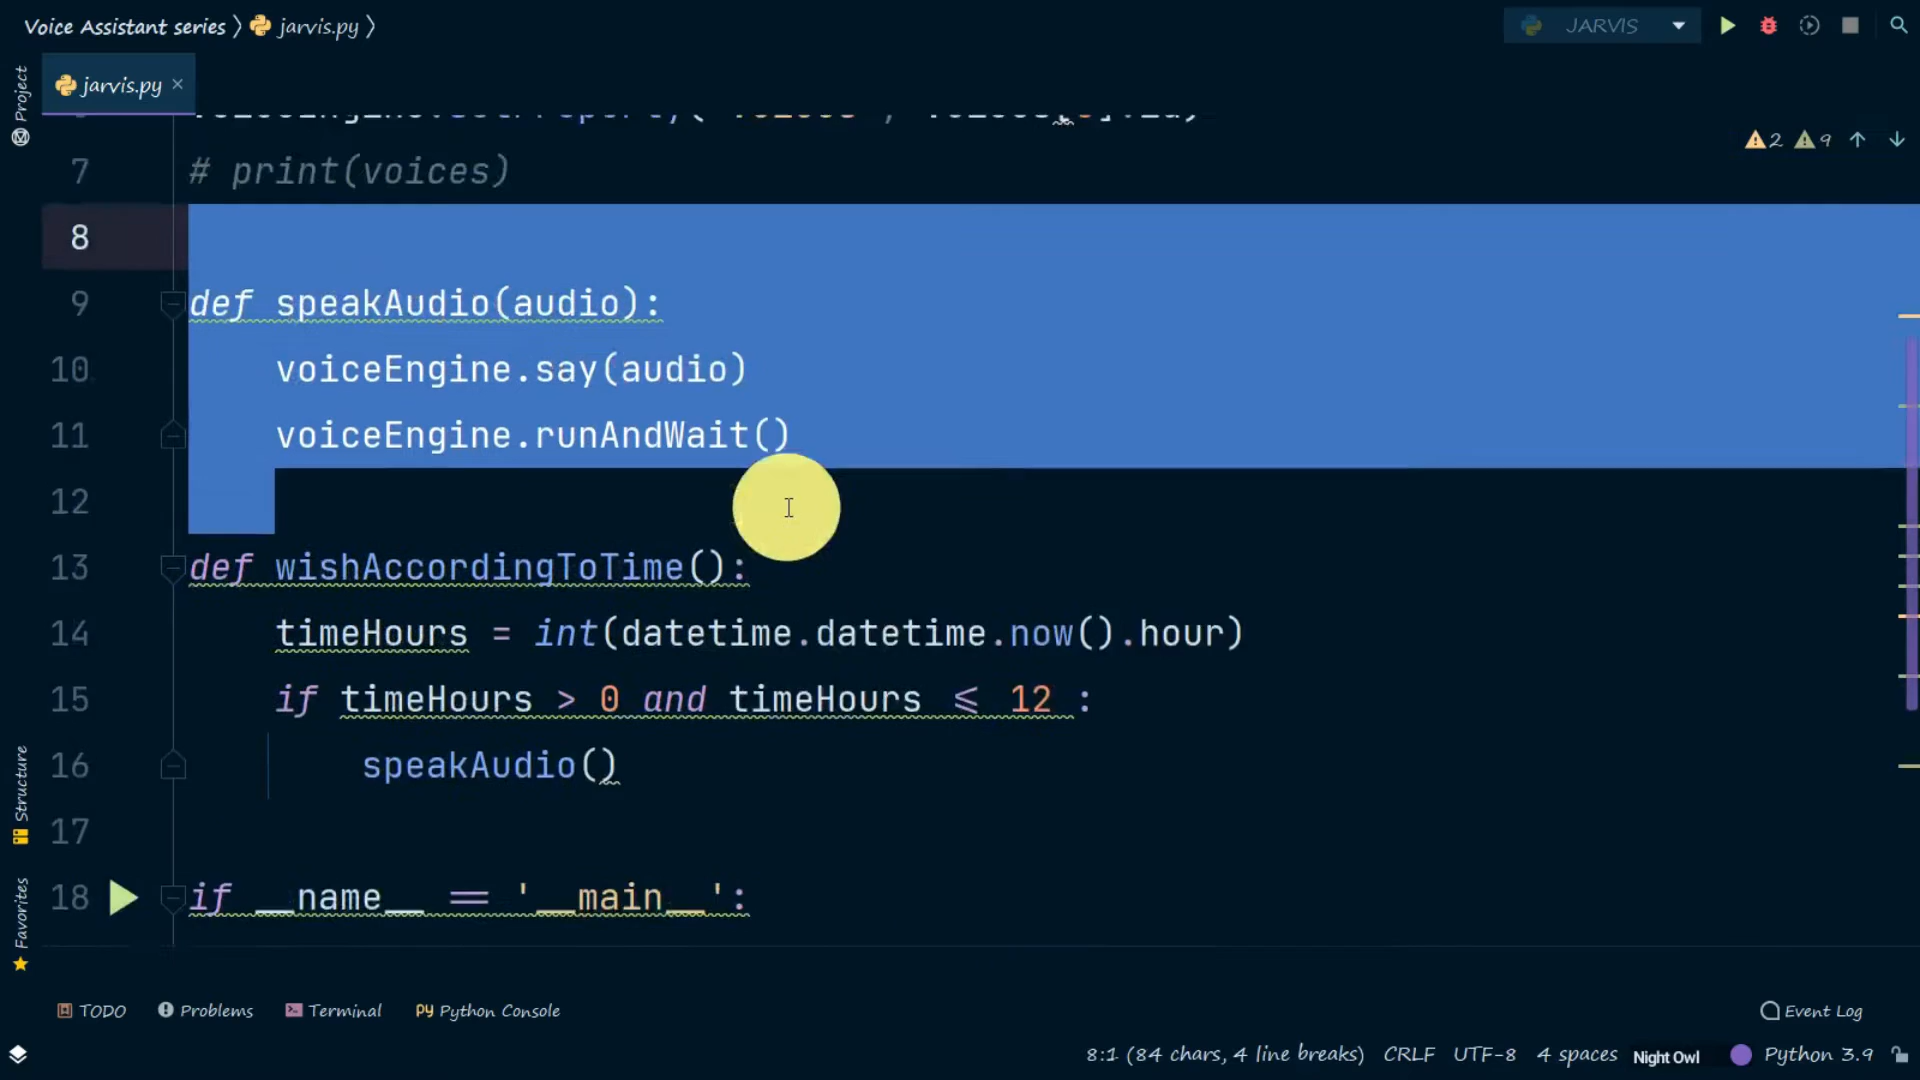 Voice Assistant series 〉 jarvis.py 〉
JARVIS
Project
jarvis.py ×
2 9
7 # print(voices)
8
9 def speakAudio(audio):
10 voiceEngine.say(audio)
11 voiceEngine.runAndWait()
12
13 def wishAccordingToTime():
14 timeHours = int(datetime.datetime.now().hour)
15 if timeHours > 0 and timeHours <= 12 :
16 speakAudio()
17
18 if __name__ == '__main__':
Structure
Favorites
TODO Problems Terminal Python Console Event Log
8:1 (84 chars, 4 line breaks) CRLF UTF-8 4 spaces Night Owl Python 3.9